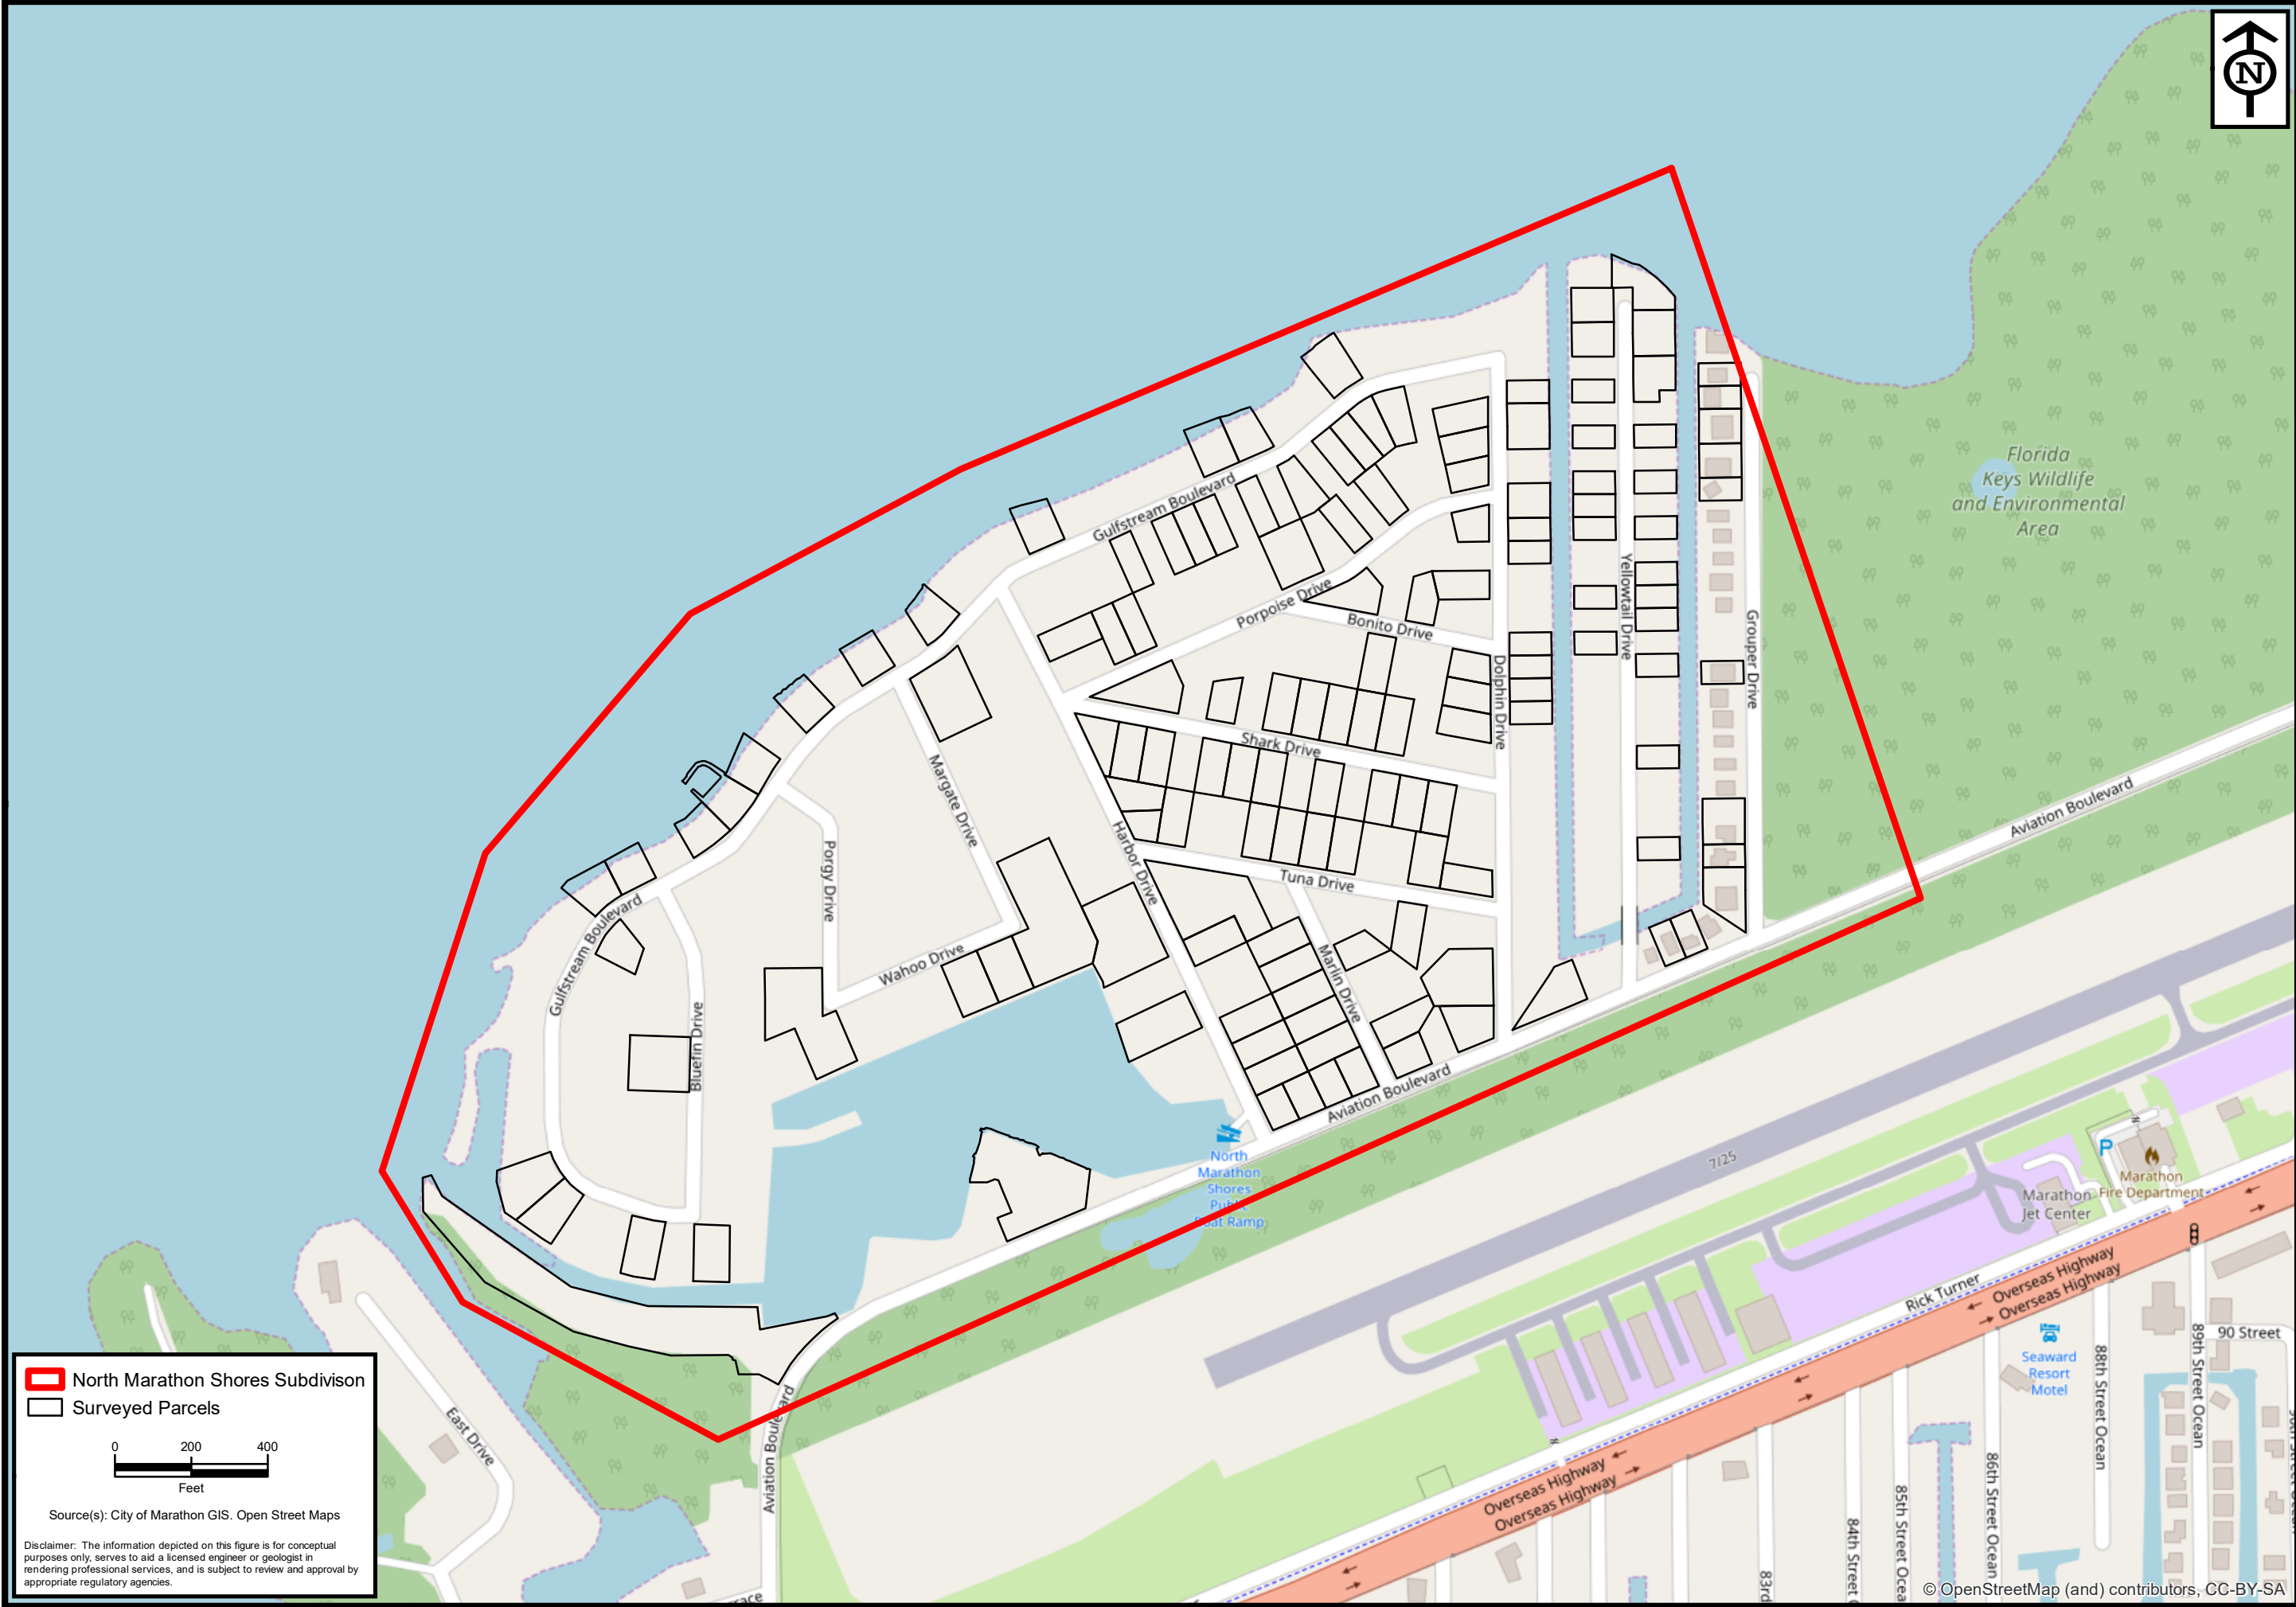 N
Florida
Keys Wildlife
and Environmental
Area
Gulfstream Boulevard
Porpoise Drive
Bonito Drive
Yellowtail Drive
Grouper Drive
Dolphin Drive
Shark Drive
Margate Drive
Harbor Drive
Porgy Drive
Tuna Drive
Aviation Boulevard
Gulfstream Boulevard
Wahoo Drive
Marlin Drive
Bluefin Drive
Aviation Boulevard
North
Marathon
Shores
Public
Boat Ramp
7/25
P
Marathon
Fire Department
Marathon
Jet Center
Rick Turner
Overseas Highway
Overseas Highway
90 Street
Seaward
Resort
Motel
88th Street Ocean
89th Street Ocean
East Drive
Aviation Boulevard
Overseas Highway
Overseas Highway
86th Street Ocean
85th Street Ocea
84th Street
83rd
North Marathon Shores Subdivison
Surveyed Parcels
0 200 400
Feet
Source(s): City of Marathon GIS. Open Street Maps
Disclaimer: The information depicted on this figure is for conceptual
purposes only, serves to aid a licensed engineer or geologist in
rendering professional services, and is subject to review and approval by
appropriate regulatory agencies.
© OpenStreetMap (and) contributors, CC-BY-SA